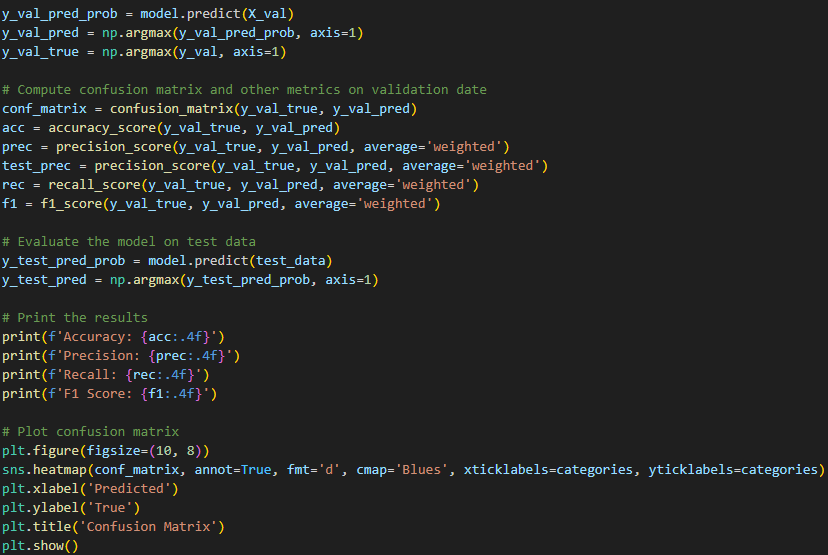 y_val_pred_prob = model.predict(X_val)
y_val_pred = np.argmax(y_val_pred_prob, axis=1)
y_val_true = np.argmax(y_val, axis=1)
# Compute confusion matrix and other metrics on validation date
conf_matrix = confusion_matrix(y_val_true, y_val_pred)
acc = accuracy_score(y_val_true, y_val_pred)
prec = precision_score(y_val_true, y_val_pred, average='weighted')
test_prec = precision_score(y_val_true, y_val_pred, average='weighted')
rec = recall_score(y_val_true, y_val_pred, average='weighted')
f1 = f1_score(y_val_true, y_val_pred, average='weighted')
# Evaluate the model on test data
y_test_pred_prob = model.predict(test_data)
y_test_pred = np.argmax(y_test_pred_prob, axis=1)
# Print the results
print(f'Accuracy: {acc:.4f}')
print(f'Precision: {prec:.4f}')
print(f'Recall: {rec:.4f}')
print(f'F1 Score: {f1:.4f}')
# Plot confusion matrix
plt.figure(figsize=(10, 8))
sns.heatmap(conf_matrix, annot=True, fmt='d', cmap='Blues', xticklabels=categories, yticklabels=categories)
plt.xlabel('Predicted')
plt.ylabel('True')
plt.title('Confusion Matrix')
plt.show()